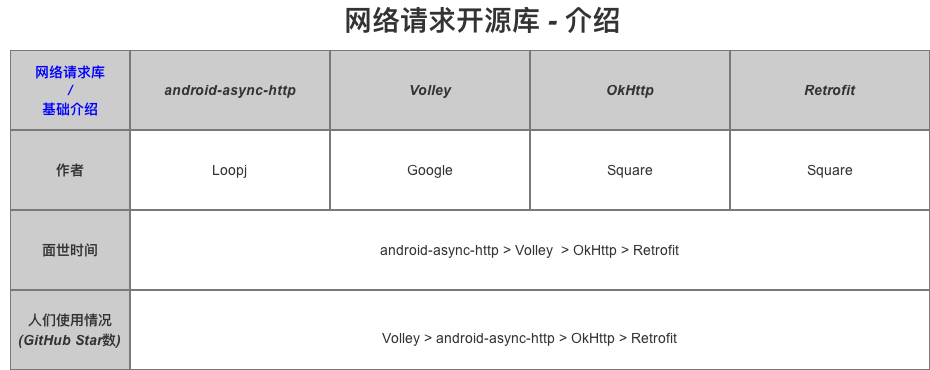 网络请求开源库 - 介绍
网络请求库
/
基础介绍
android-async-http
Volley
OkHttp
Retrofit
作者
Loopj
Google
Square
Square
面世时间
android-async-http > Volley  > OkHttp > Retrofit
人们使用情况
(GitHub Star数)
Volley > android-async-http > OkHttp > Retrofit